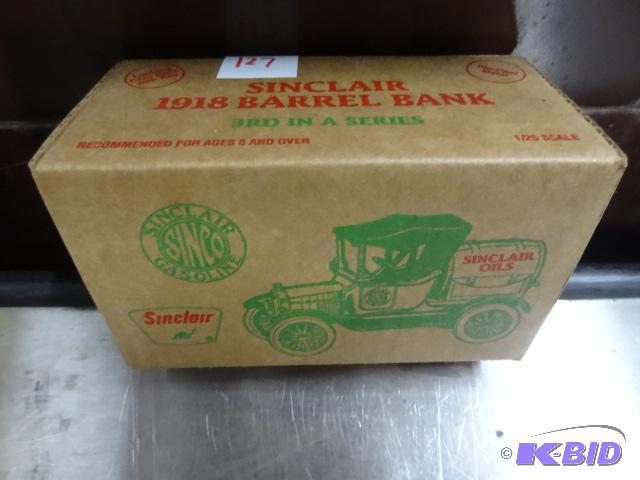 127
SINCLAIR
1918 BARREL BANK
3RD IN A SERIES
RECOMMENDED FOR AGES 8 AND OVER
1/25 SCALE
SINCLAIR
SINCO
GASOLINE
Sinclair
SINCLAIR
OILS
© K-BID